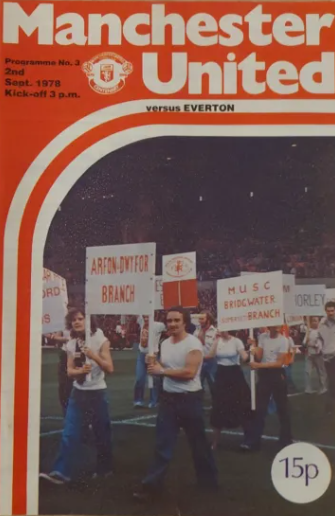 Manchester
United
Programme No. 3
2nd
Sept. 1978
Kick-off 3 p.m.
versus EVERTON
ARFON-DWYFOR
BRANCH
M U S C
BRIDGWATER
BRANCH
ORLEY
15p